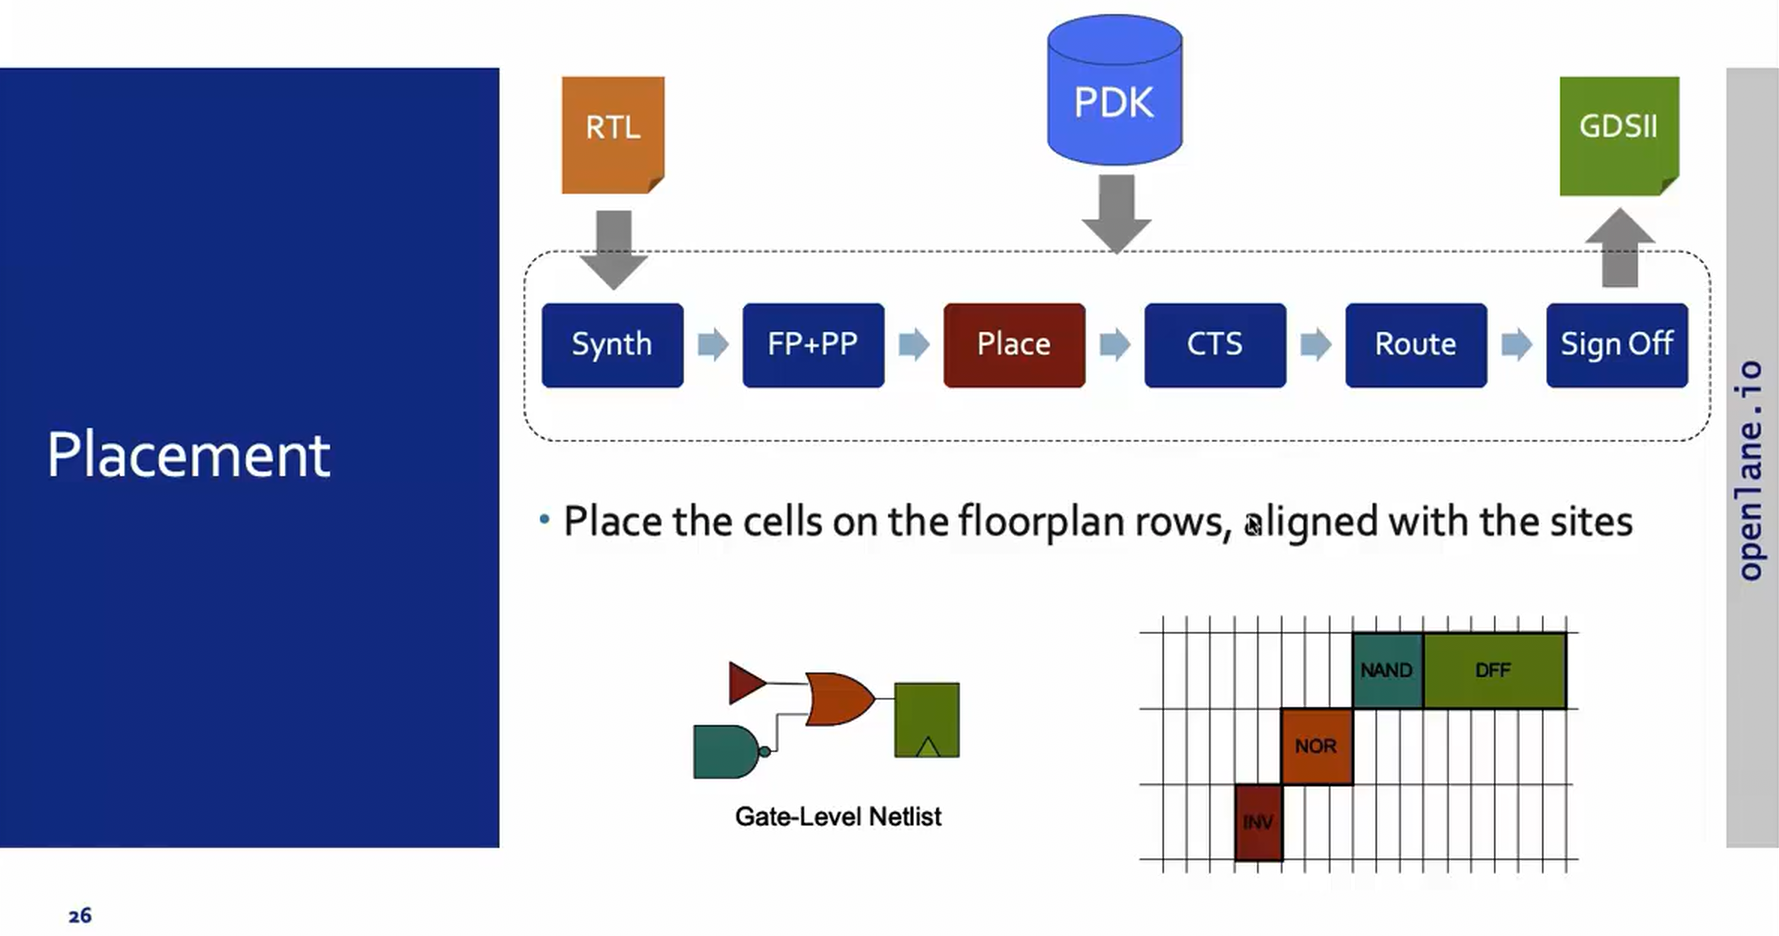 Placement
RTL
PDK
GDSII
Synth
FP+PP
Place
CTS
Route
Sign Off
• Place the cells on the floorplan rows, aligned with the sites
Gate-Level Netlist
NAND
DFF
NOR
INV
openlane.io
26